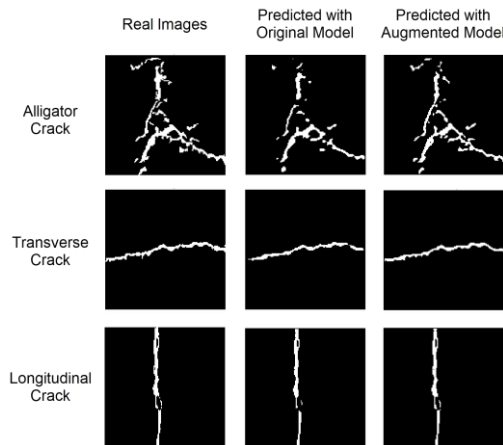 Real Images
Predicted with
Original Model
Predicted with
Augmented Model
Alligator
Crack
Transverse
Crack
Longitudinal
Crack